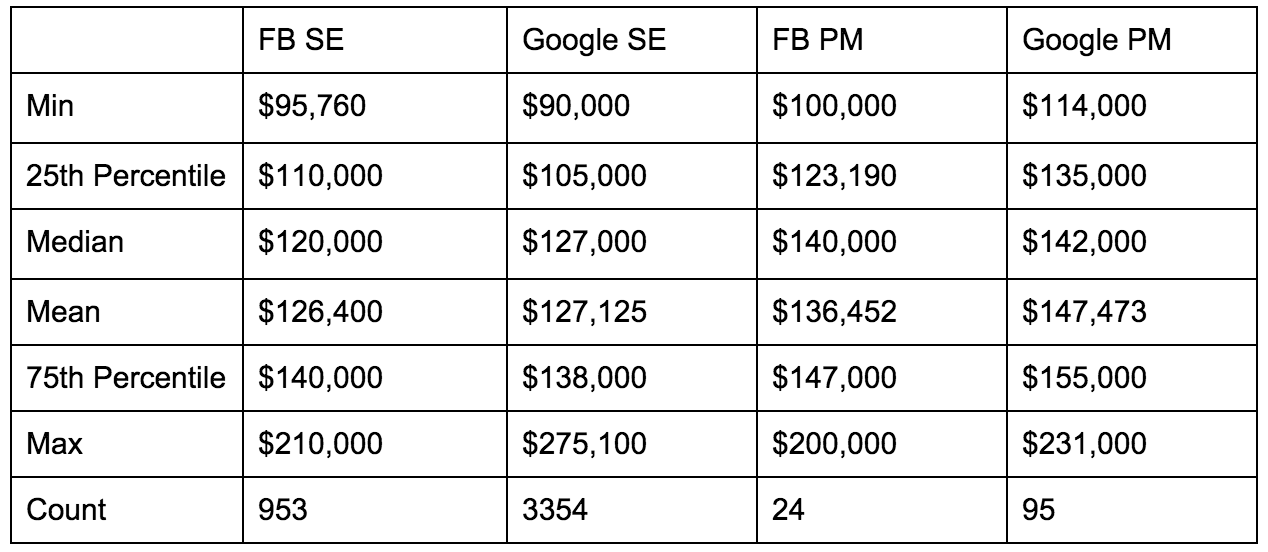 FB SE Google SE FB PM Google PM
Min $95,760 $90,000 $100,000 $114,000
25th Percentile $110,000 $105,000 $123,190 $135,000
Median $120,000 $127,000 $140,000 $142,000
Mean $126,400 $127,125 $136,452 $147,473
75th Percentile $140,000 $138,000 $147,000 $155,000
Max $210,000 $275,100 $200,000 $231,000
Count 953 3354 24 95